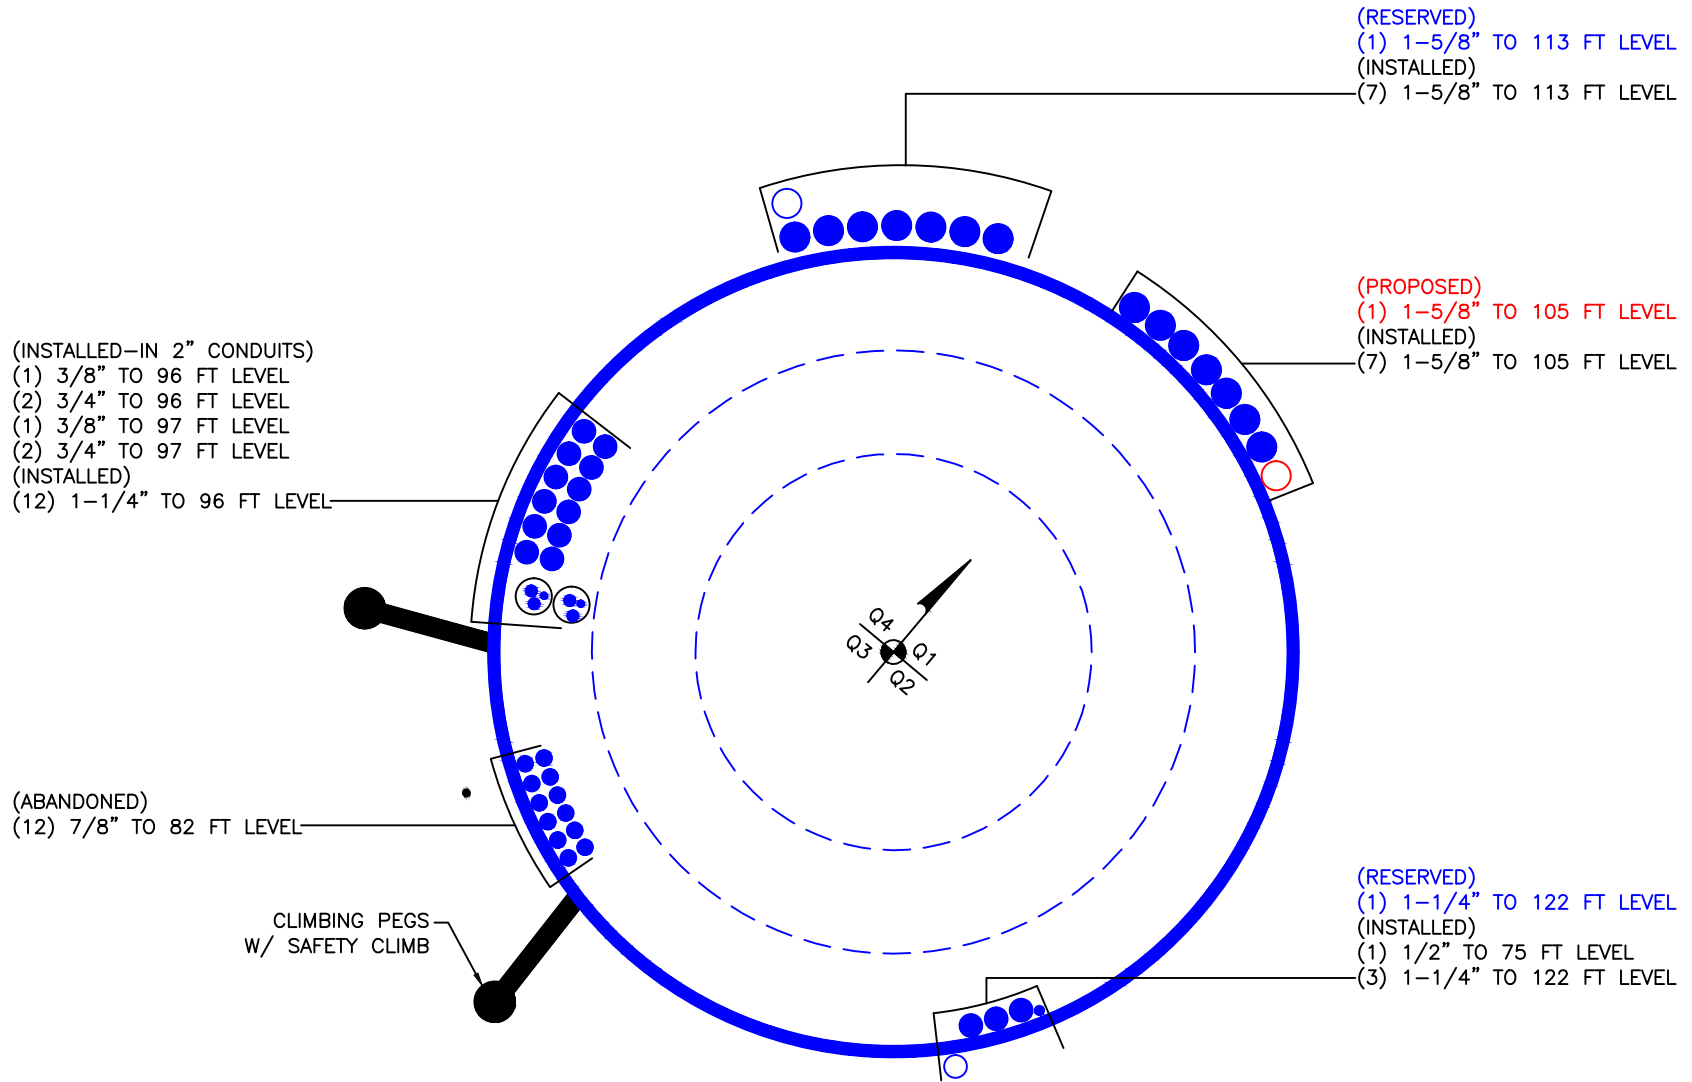 (RESERVED)
(1) 1-5/8" TO 113 FT LEVEL
(INSTALLED)
(7) 1-5/8" TO 113 FT LEVEL
(PROPOSED)
(1) 1-5/8" TO 105 FT LEVEL
(INSTALLED)
(7) 1-5/8" TO 105 FT LEVEL
(INSTALLED-IN 2" CONDUITS)
(1) 3/8" TO 96 FT LEVEL
(2) 3/4" TO 96 FT LEVEL
(1) 3/8" TO 97 FT LEVEL
(2) 3/4" TO 97 FT LEVEL
(INSTALLED)
(12) 1-1/4" TO 96 FT LEVEL
Q4
Q3
Q1
Q2
(ABANDONED)
(12) 7/8" TO 82 FT LEVEL
CLIMBING PEGS
W/ SAFETY CLIMB
(RESERVED)
(1) 1-1/4" TO 122 FT LEVEL
(INSTALLED)
(1) 1/2" TO 75 FT LEVEL
(3) 1-1/4" TO 122 FT LEVEL